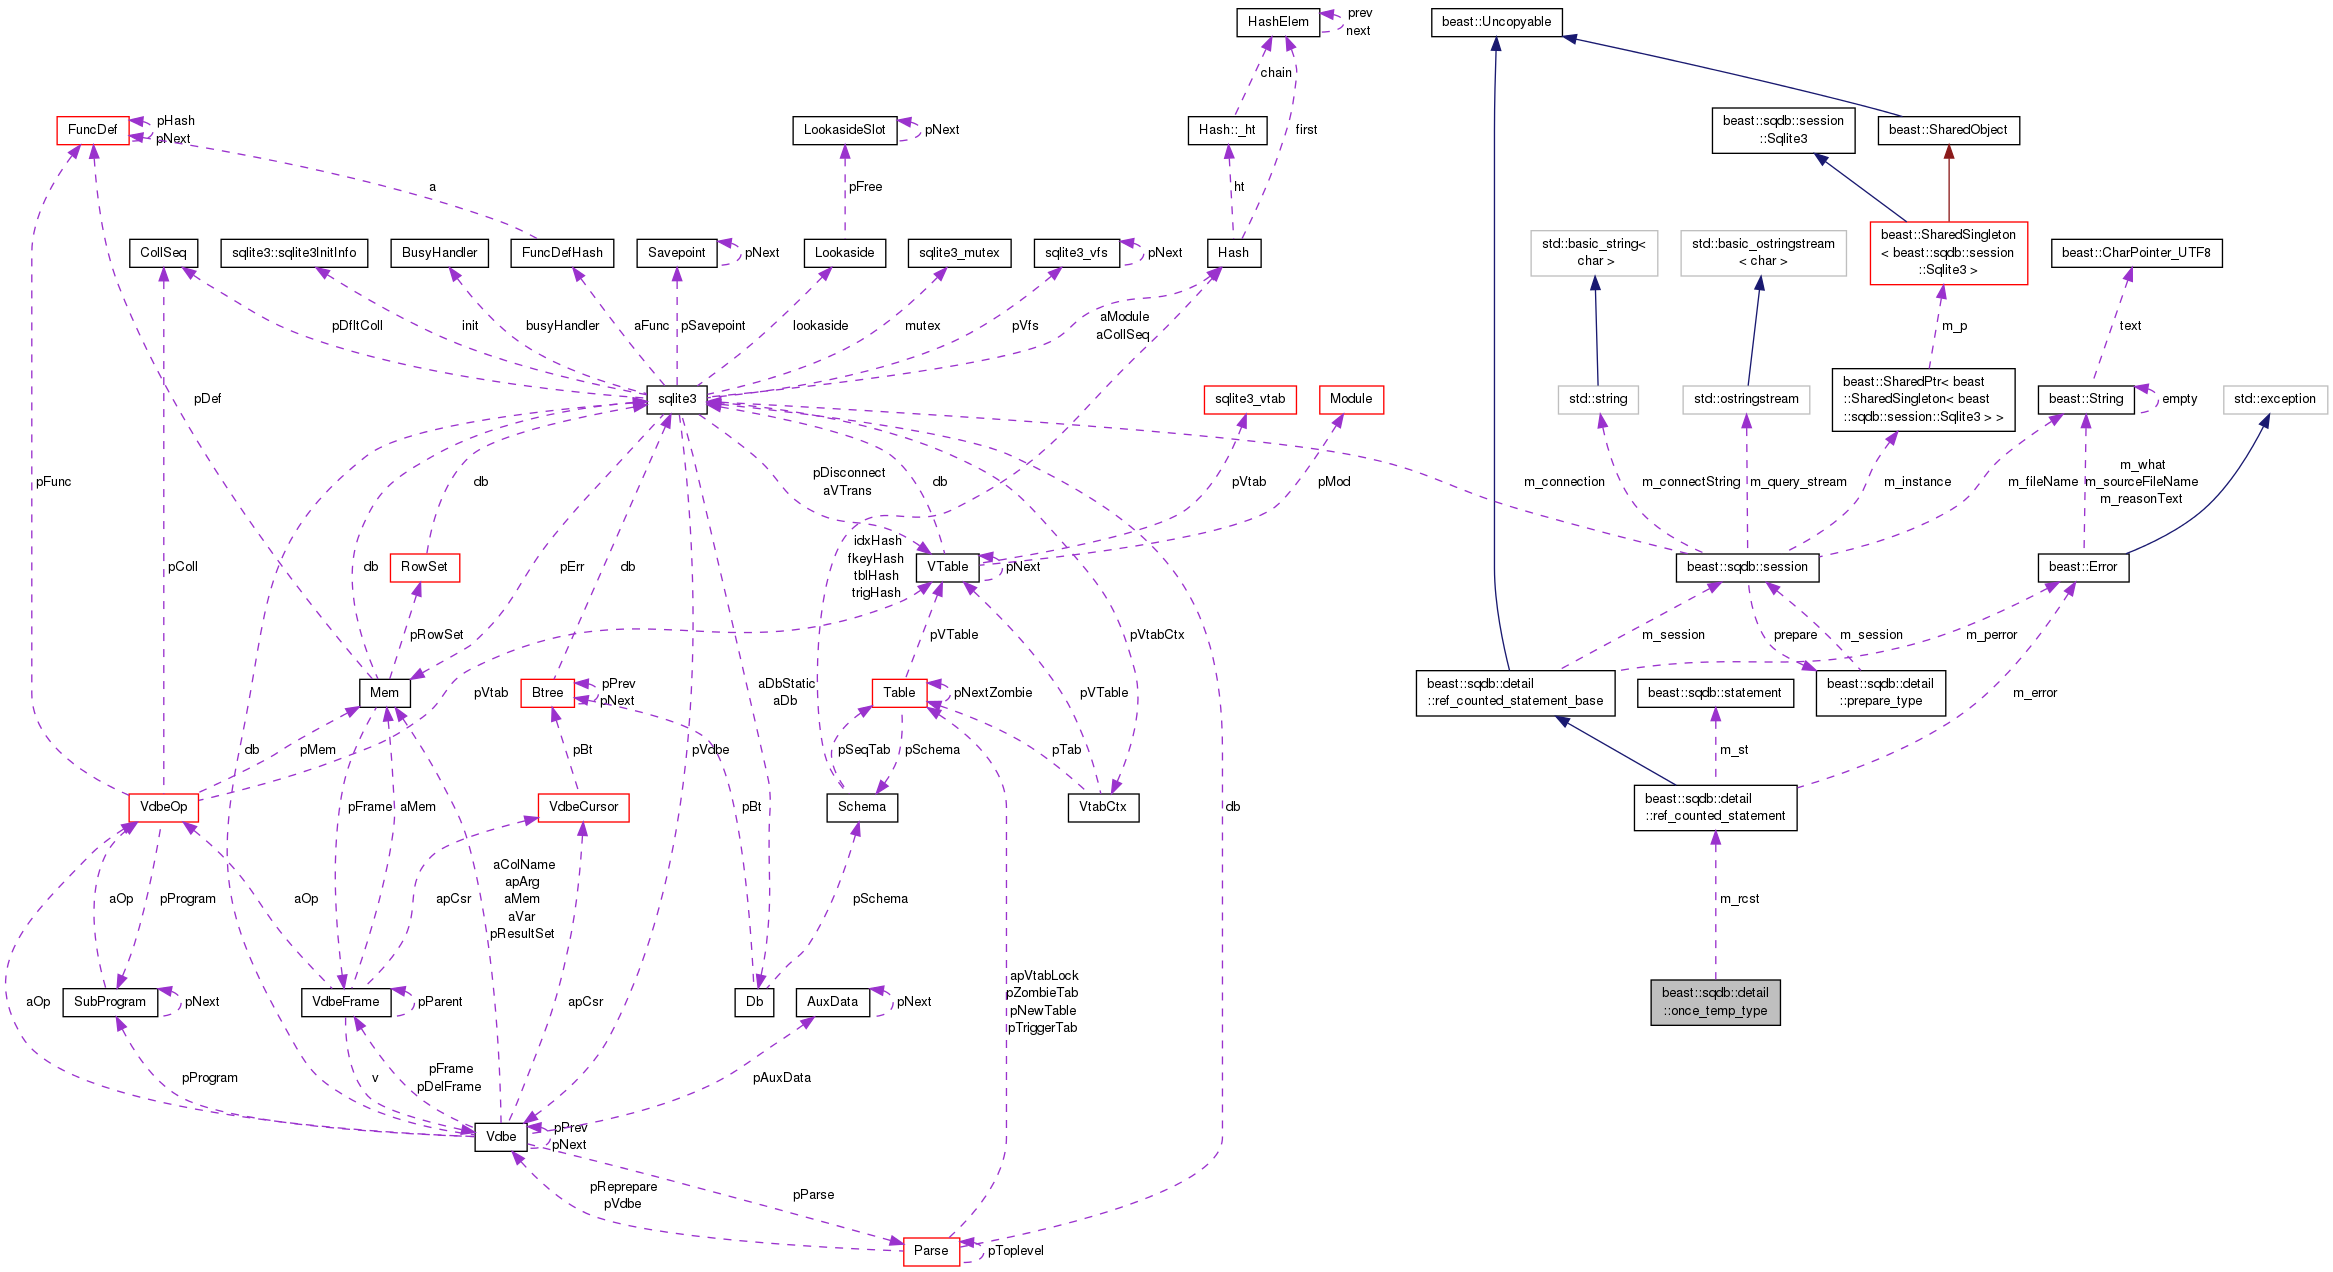 HashElem
prev
next
beast::Uncopyable
chain
FuncDef
pHash
pNext
LookasideSlot
pNext
Hash::_ht
first
beast::sqdb::session
::Sqlite3
beast::SharedObject
a
pFree
ht
CollSeq
sqlite3::sqlite3InitInfo
BusyHandler
FuncDefHash
Savepoint
pNext
Lookaside
sqlite3_mutex
sqlite3_vfs
pNext
Hash
std::basic_string<
char >
std::basic_ostringstream
< char >
beast::SharedSingleton
< beast::sqdb::session
::Sqlite3 >
beast::CharPointer_UTF8
pDfltColl
init
busyHandler
aFunc
pSavepoint
lookaside
mutex
pVfs
aModule
aCollSeq
m_p
text
pDef
sqlite3
sqlite3_vtab
Module
std::string
std::ostringstream
beast::SharedPtr< beast
::SharedSingleton< beast
::sqdb::session::Sqlite3 > >
beast::String
empty
std::exception
pFunc
db
pDisconnect
aVTrans
db
pVtab
pMod
m_connection
m_connectString
m_query_stream
m_instance
m_fileName
m_what
m_sourceFileName
m_reasonText
pColl
db
RowSet
pErr
db
idxHash
fkeyHash
tblHash
trigHash
VTable
pNext
beast::sqdb::session
beast::Error
pRowSet
pVTable
pVtabCtx
m_session
prepare
m_session
m_perror
Mem
pVtab
Btree
pPrev
pNext
aDbStatic
aDb
Table
pNextZombie
pVTable
beast::sqdb::detail
::ref_counted_statement_base
beast::sqdb::statement
beast::sqdb::detail
::prepare_type
m_error
db
pMem
pBt
pVdbe
pSeqTab
pSchema
pTab
m_st
VdbeOp
pFrame
aMem
VdbeCursor
pBt
Schema
VtabCtx
db
beast::sqdb::detail
::ref_counted_statement
aOp
pProgram
aOp
apCsr
aColName
apArg
aMem
aVar
pResultSet
pSchema
m_rcst
aOp
SubProgram
pNext
VdbeFrame
pParent
apCsr
Db
AuxData
pNext
apVtabLock
pZombieTab
pNewTable
pTriggerTab
beast::sqdb::detail
::once_temp_type
pProgram
v
pFrame
pDelFrame
pAuxData
Vdbe
pPrev
pNext
pReprepare
pVdbe
pParse
Parse
pToplevel